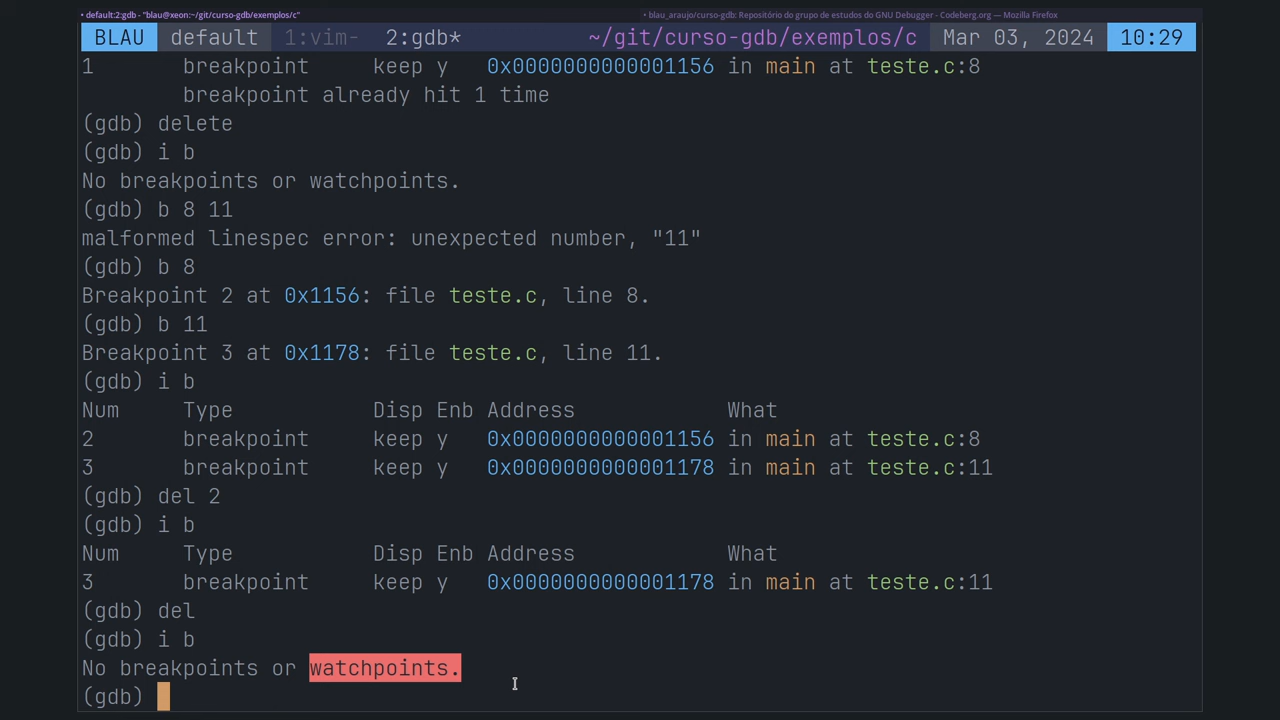 • default:2:gdb - "blau@xeon:~/git/curso-gdb/exemplos/c"
• blau_araujo/curso-gdb: Repositório do grupo de estudos do GNU Debugger - Codeberg.org — Mozilla Firefox
BLAU default 1:vim- 2:gdb* ~/git/curso-gdb/exemplos/c Mar 03, 2024 10:29
1 breakpoint keep y 0x0000000000001156 in main at teste.c:8
breakpoint already hit 1 time
(gdb) delete
(gdb) i b
No breakpoints or watchpoints.
(gdb) b 8 11
malformed linespec error: unexpected number, "11"
(gdb) b 8
Breakpoint 2 at 0x1156: file teste.c, line 8.
(gdb) b 11
Breakpoint 3 at 0x1178: file teste.c, line 11.
(gdb) i b
Num Type Disp Enb Address What
2 breakpoint keep y 0x0000000000001156 in main at teste.c:8
3 breakpoint keep y 0x0000000000001178 in main at teste.c:11
(gdb) del 2
(gdb) i b
Num Type Disp Enb Address What
3 breakpoint keep y 0x0000000000001178 in main at teste.c:11
(gdb) del
(gdb) i b
No breakpoints or watchpoints.
(gdb)